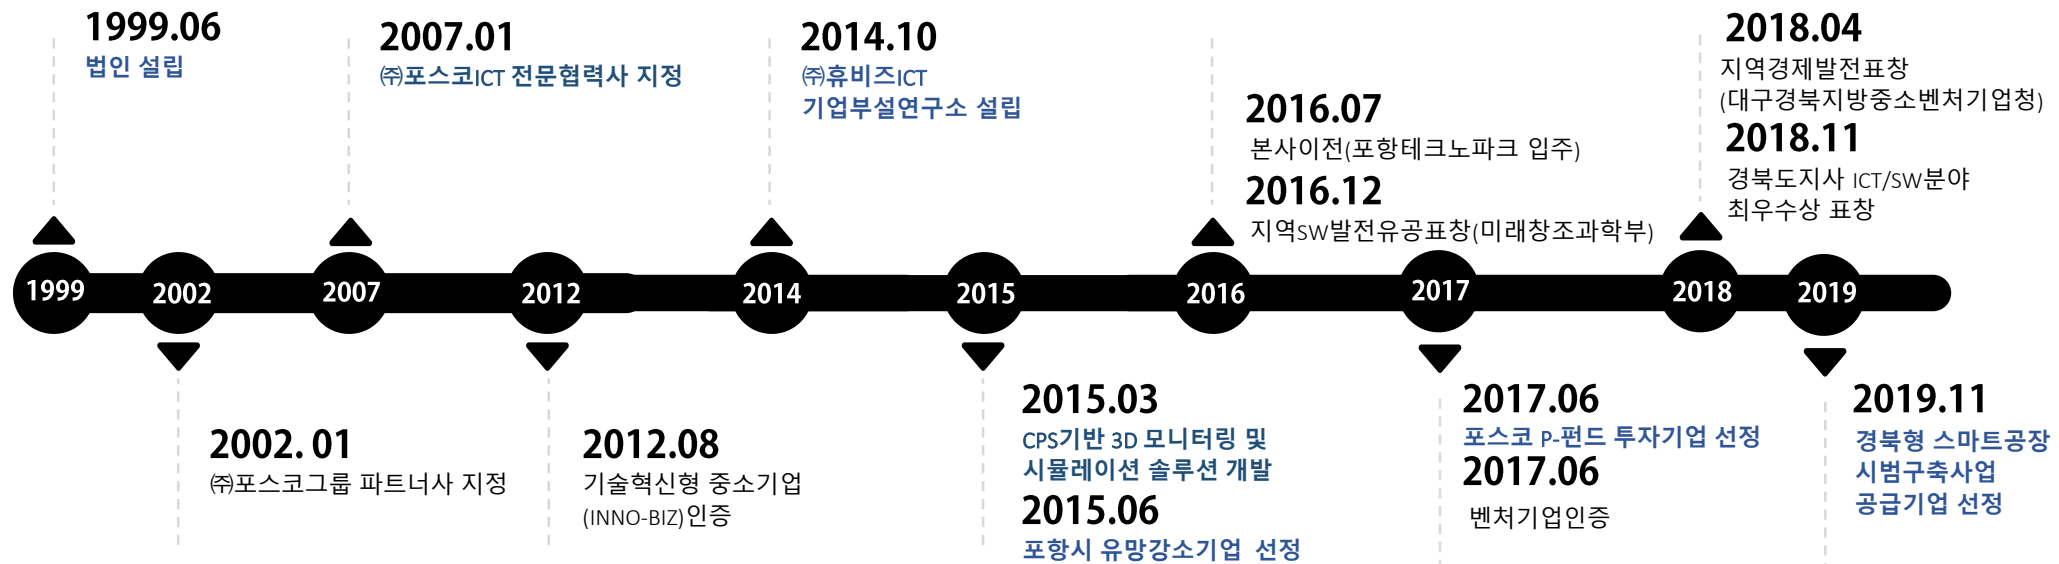 1999.06
법인 설립
2007.01
㈜포스코ICT 전문협력사 지정
2014.10
㈜휴비즈ICT
기업부설연구소 설립
2016.07
본사이전(포항테크노파크 입주)
2016.12
지역SW발전유공표창(미래창조과학부)
2018.04
지역경제발전표창
(대구경북지방중소벤처기업청)
2018.11
경북도지사 ICT/SW분야
최우수상 표창
1999 2002 2007 2012 2014 2015 2016 2017 2018 2019
2002. 01
㈜포스코그룹 파트너사 지정
2012.08
기술혁신형 중소기업
(INNO-BIZ)인증
2015.03
CPS기반 3D 모니터링 및
시뮬레이션 솔루션 개발
2015.06
포항시 유망강소기업 선정
2017.06
포스코 P-펀드 투자기업 선정
2017.06
벤처기업인증
2019.11
경북형 스마트공장
시범구축사업
공급기업 선정